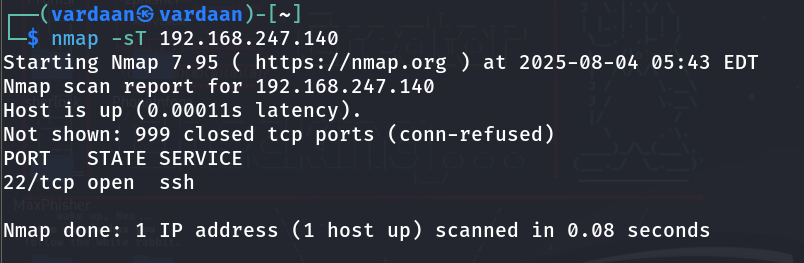 ┌──(vardaan㉿vardaan)-[~]
└─$ nmap -sT 192.168.247.140
Starting Nmap 7.95 ( https://nmap.org ) at 2025-08-04 05:43 EDT
Nmap scan report for 192.168.247.140
Host is up (0.00011s latency).
Not shown: 999 closed tcp ports (conn-refused)
PORT   STATE SERVICE
22/tcp open  ssh
MaxPhisher
Nmap done: 1 IP address (1 host up) scanned in 0.08 seconds